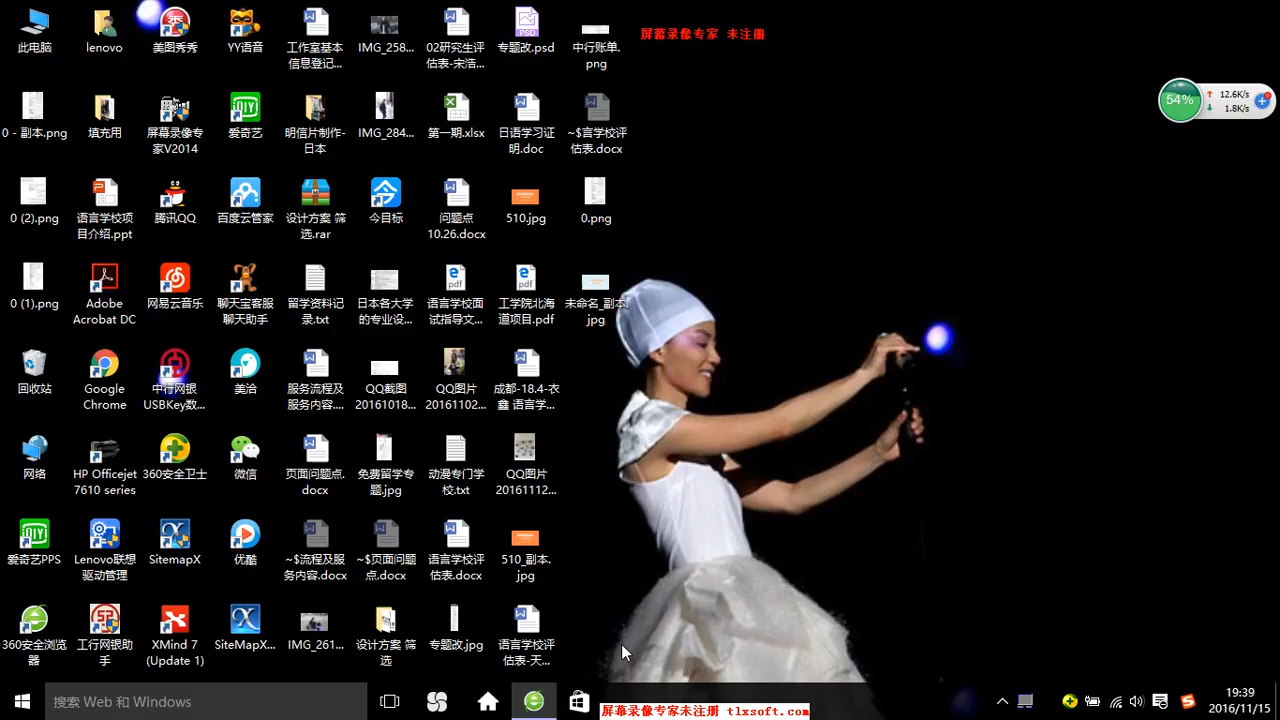 屏幕录像专家 未注册
此电脑
lenovo
美图秀秀
YY语音
工作室基本
信息登记...
IMG_258...
02研究生评
估表-宋浩...
PSD
专题改.psd
中行账单.
png
0 - 副本.png
填充用
屏幕录像专
家V2014
爱奇艺
明信片制作-
日本
IMG_284...
第一期.xlsx
日语学习证
明.doc
~$言学校评
估表.docx
54%
12.6K/s
1.8K/s
0 (2).png
语言学校项
目介绍.ppt
腾讯QQ
百度云管家
设计方案 筛
选.rar
今目标
问题点
10.26.docx
510.jpg
0.png
0 (1).png
Adobe
Acrobat DC
网易云音乐
聊天宝客服
聊天助手
留学资料记
录.txt
日本各大学
的专业设...
pdf
语言学校面
试指导文...
pdf
工学院北海
道项目.pdf
未命名_副本.
jpg
回收站
Google
Chrome
中行网银
USBKey数...
美洽
服务流程及
服务内容...
QQ截图
20161018...
QQ图片
20161102...
成都-18.4-衣
鑫 语言学...
网络
HP Officejet
7610 series
360安全卫士
微信
页面问题点.
docx
免费留学专
题.jpg
动漫专门学
校.txt
QQ图片
20161112...
爱奇艺PPS
Lenovo联想
驱动管理
SitemapX
优酷
~$流程及服
务内容.docx
~$页面问题
点.docx
语言学校评
估表.docx
510_副本.
jpg
360安全浏览
器
工行网银助
手
XMind 7
(Update 1)
SiteMapX...
IMG_261...
设计方案 筛
选
专题改.jpg
语言学校评
估表-天...
搜索 Web 和 Windows
屏幕录像专家未注册 tlxsoft.com
19:39
2016/11/15